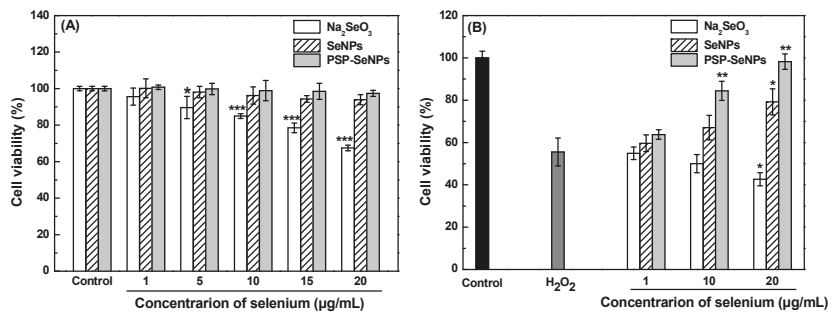 (A)
Na₂SeO₃
SeNPs
PSP-SeNPs
Cell viability (%)
140
120
100
80
60
40
20
0
*
***
***
***
Control 1 5 10 15 20
Concentrarion of selenium (μg/mL)
(B)
Na₂SeO₃
SeNPs
PSP-SeNPs
Cell viability (%)
120
100
80
60
40
20
0
**
*
**
*
Control H₂O₂ 1 10 20
Concentrarion of selenium (μg/mL)